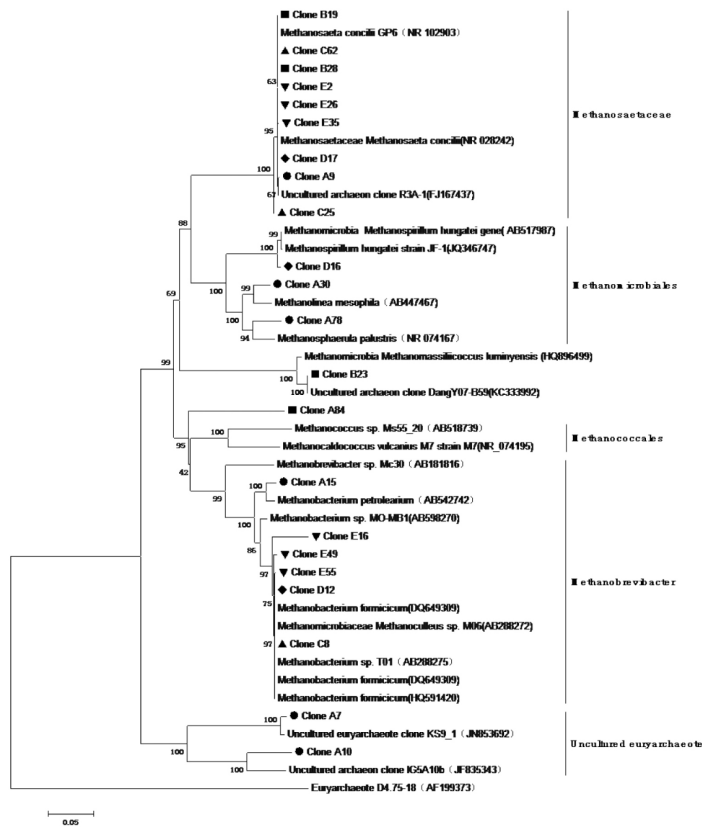 Clone B19
Methanosaeta concilii GP6（NR 102903)
Clone C62
Clone B28
63
Clone E2
Clone E26
Clone E35
Methanosaetaceae
95
Methanosaetaceae Methanosaeta concilii(NR 028242)
Clone D17
100
Clone A9
67
Uncultured archaeon clone R3A-1(FJ167437)
Clone C25
88
99
Methanomicrobia Methanospirillum hungatei gene( AB517987)
100
Methanospirillum hungatei strain JF-1(JQ346747)
Clone D16
100
99
Clone A30
Methanomicrobiales
69
Methanolinea mesophila (AB447467)
100
Clone A78
94
Methanosphaerula palustris (NR 074167)
Methanomicrobia Methanomassiliicoccus luminyensis (HQ896499)
99
100
Clone B23
100
Uncultured archaeon clone DangY07-B59(KC333992)
Clone A84
100
Methanococcus sp. Ms55_20（AB518739)
Methanococcales
95
Methanocaldococcus vulcanius M7 strain M7(NR_074195)
42
Methanobrevibacter sp. Mc30（AB181816)
99
100
Clone A15
Methanobacterium petrolearium（AB542742)
100
Methanobacterium sp. MO-MB1(AB598270)
86
Clone E16
97
Clone E49
Clone E55
Methanobrevibacter
75
Clone D12
Methanobacterium formicicum(DQ649309)
Methanomicrobiaceae Methanoculleus sp. M06(AB288272)
97
Clone C8
Methanobacterium sp. T01（AB288275）
Methanobacterium formicicum(DQ649309)
Methanobacterium formicicum(HQ591420)
100
Clone A7
Uncultured euryarchaeote clone KS9_1（JN853692）
Uncultured euryarchaeote
100
Clone A10
100
Uncultured archaeon clone IG5A10b（JF835343）
Euryarchaeote D4.75-18（AF199373）
0.05